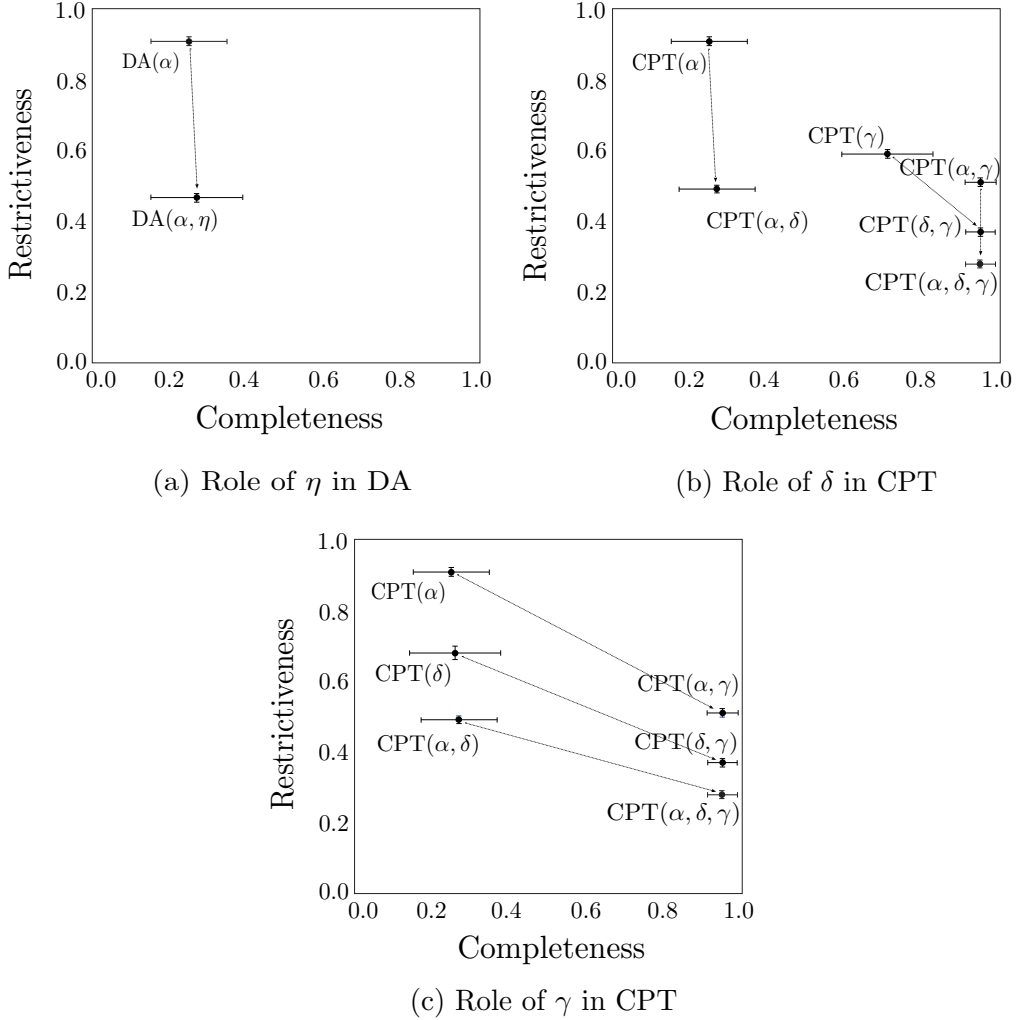 1.0
0.8
0.6
0.4
0.2
0.0
Restrictiveness
DA(α)
DA(α, η)
0.0 0.2 0.4 0.6 0.8 1.0
Completeness
(a) Role of η in DA
1.0
0.8
0.6
0.4
0.2
0.0
Restrictiveness
CPT(α)
CPT(γ)
CPT(α, γ)
CPT(α, δ)
CPT(δ, γ)
CPT(α, δ, γ)
0.0 0.2 0.4 0.6 0.8 1.0
Completeness
(b) Role of δ in CPT
1.0
0.8
0.6
0.4
0.2
0.0
Restrictiveness
CPT(α)
CPT(δ)
CPT(α, γ)
CPT(α, δ)
CPT(δ, γ)
CPT(α, δ, γ)
0.0 0.2 0.4 0.6 0.8 1.0
Completeness
(c) Role of γ in CPT